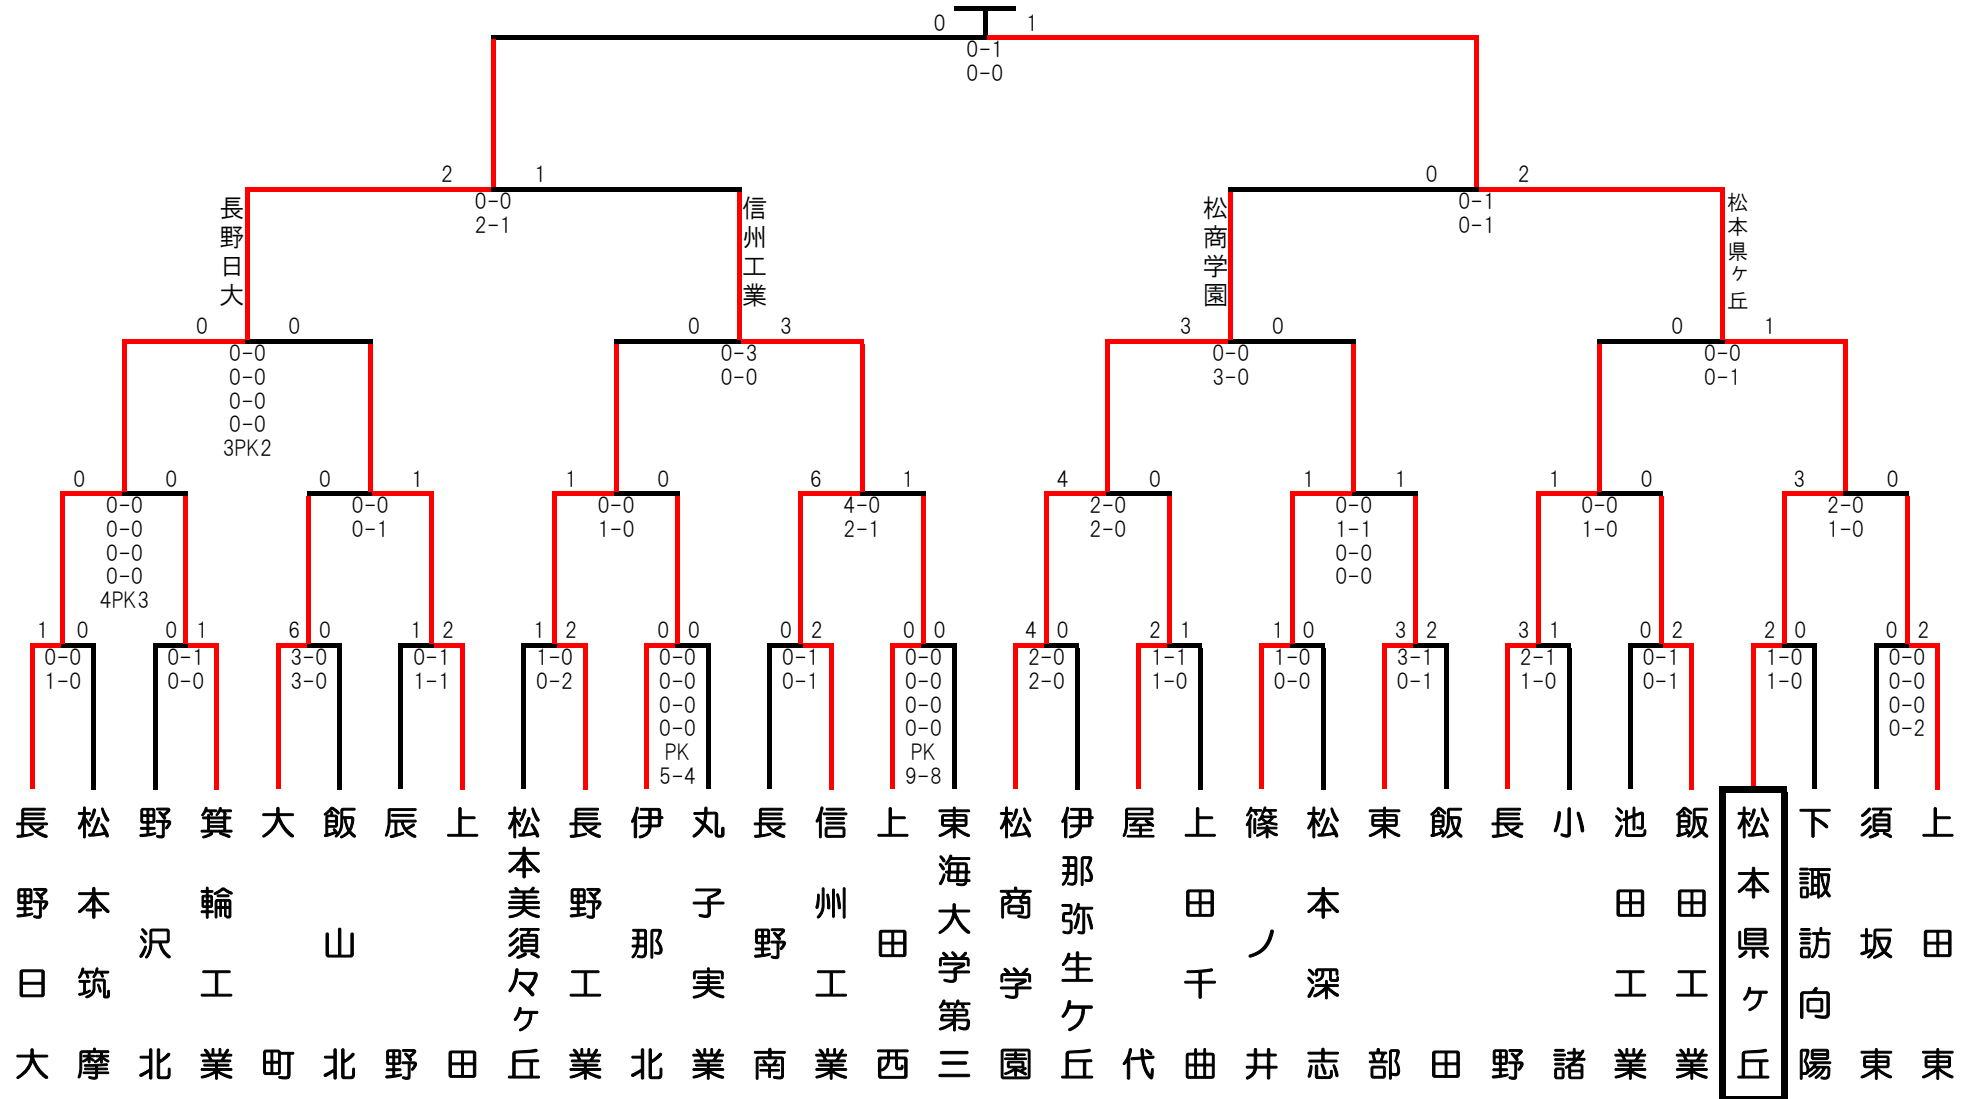 0 1
0-1
0-0
2 1
0-0
2-1
0 2
0-1
0-1
長野日大
信州工業
松商学園
松本県ヶ丘
0 0
0-0
0-0
0-0
0-0
3PK2
0 3
0-3
0-0
3 0
0-0
3-0
0 1
0-0
0-1
0 0
0-0
0-0
0-0
0-0
4PK3
0 1
0-0
0-1
1 0
0-0
1-0
6 1
4-0
2-1
4 0
2-0
2-0
1 1
0-0
1-1
0-0
0-0
1 0
0-0
1-0
3 0
2-0
1-0
1 0
0-0
1-0
0 1
0-1
0-0
6 0
3-0
3-0
1 2
0-1
1-1
1 2
1-0
0-2
0 0
0-0
0-0
0-0
0-0
PK
5-4
0 2
0-1
0-1
0 0
0-0
0-0
0-0
0-0
PK
9-8
4 0
2-0
2-0
2 1
1-1
1-0
1 0
1-0
0-0
3 2
3-1
0-1
3 1
2-1
1-0
0 2
0-1
0-1
2 0
1-0
1-0
0 2
0-0
0-0
0-0
0-2
長野日大
松本筑摩
野沢北
箕輪工業
大町
飯山北
辰野
上田
松本美須々ヶ丘
長野工業
伊那北
丸子実業
長野南
信州工業
上田西
東海大学第三
松商学園
伊那弥生ケ丘
屋代
上田千曲
篠ノ井
松本深志
東部
飯田
長野
小諸
池田工業
飯田工業
松本県ヶ丘
下諏訪向陽
須坂東
上田東